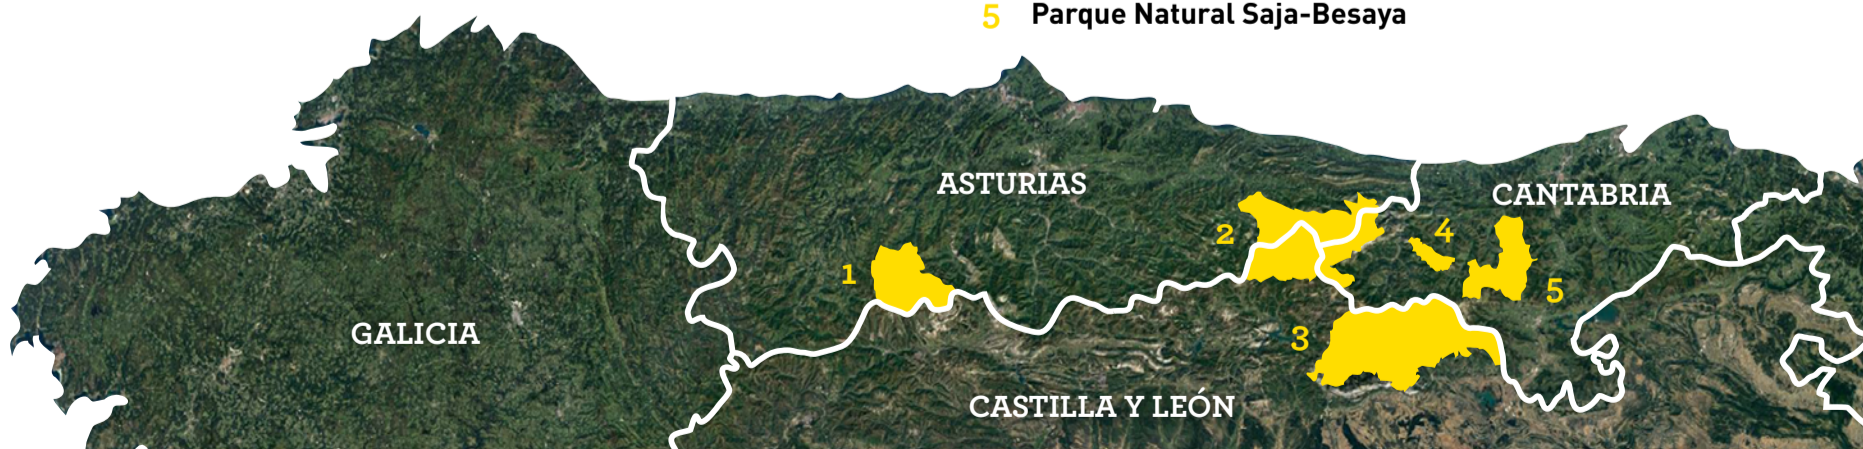 5 Parque Natural Saja-Besaya
ASTURIAS
CANTABRIA
2
4
1
5
GALICIA
3
CASTILLA Y LEÓN